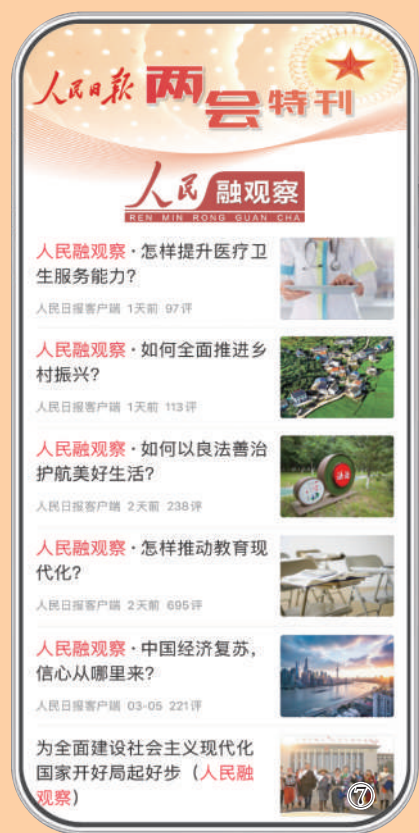 人民日报 两会特刊
人民融观察
REN MIN RONG GUAN CHA
人民融观察·怎样提升医疗卫
生服务能力?
人民日报客户端 1天前 97评
人民融观察·如何全面推进乡
村振兴?
人民日报客户端 1天前 113评
人民融观察·如何以良法善治
护航美好生活?
人民日报客户端 2天前 238评
法治
人民融观察·怎样推动教育现
代化?
人民日报客户端 2天前 695评
人民融观察·中国经济复苏,
信心从哪里来?
人民日报客户端 03-05 221评
为全面建设社会主义现代化
国家开好局起好步（人民融
观察）
⑦